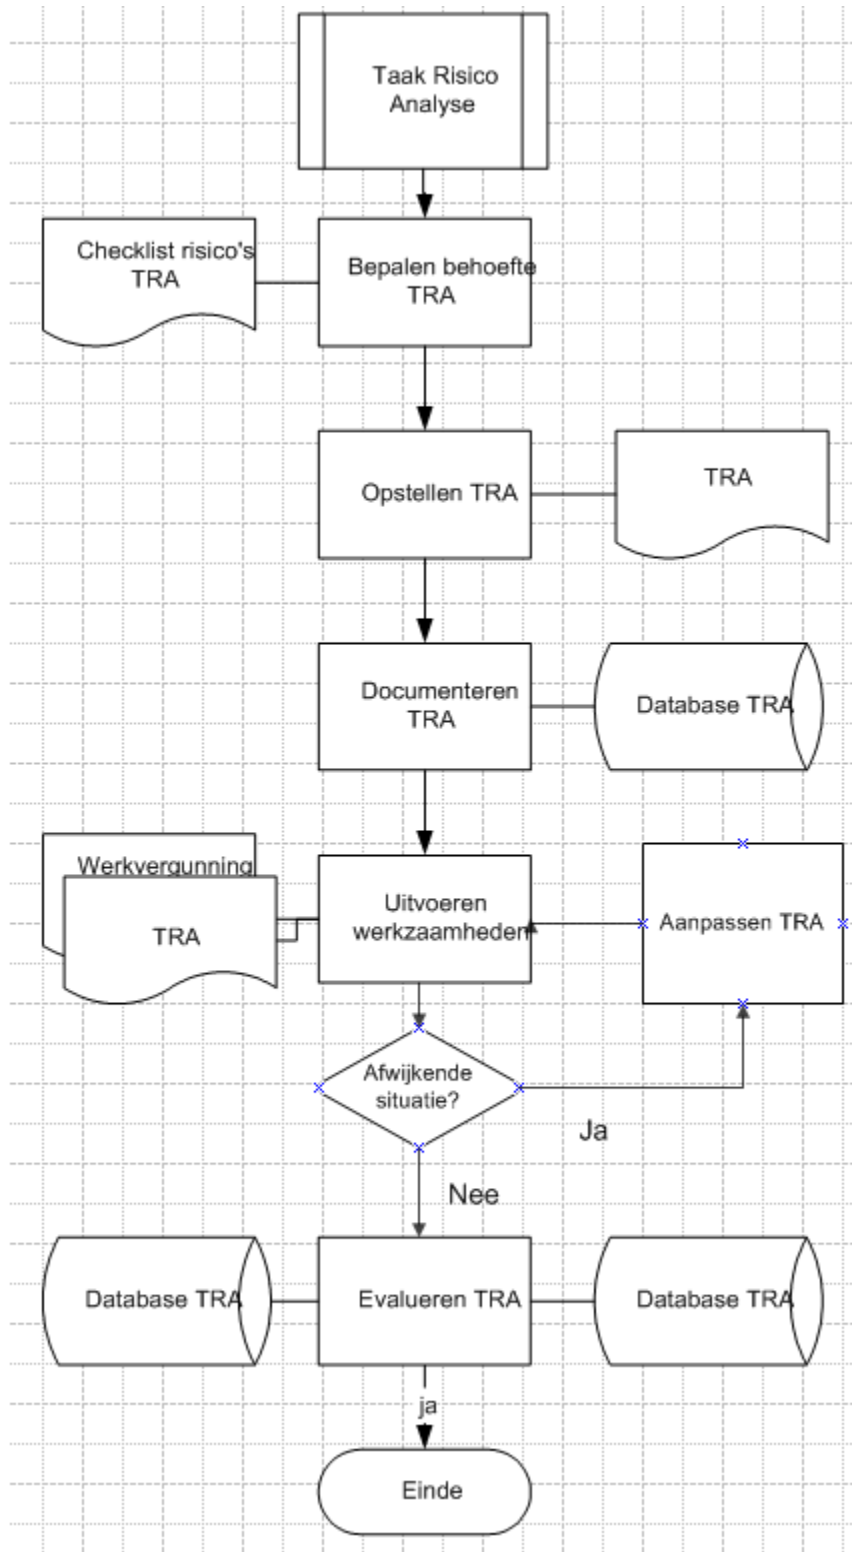 Taak Risico
Analyse
Checklist risico's
TRA
Bepalen behoefte
TRA
Opstellen TRA
TRA
Documenteren
TRA
Database TRA
Werkvergunning
TRA
Uitvoeren
werkzaamheden
Aanpassen TRA
Afwijkende
situatie?
Ja
Nee
Database TRA
Evalueren TRA
Database TRA
ja
Einde